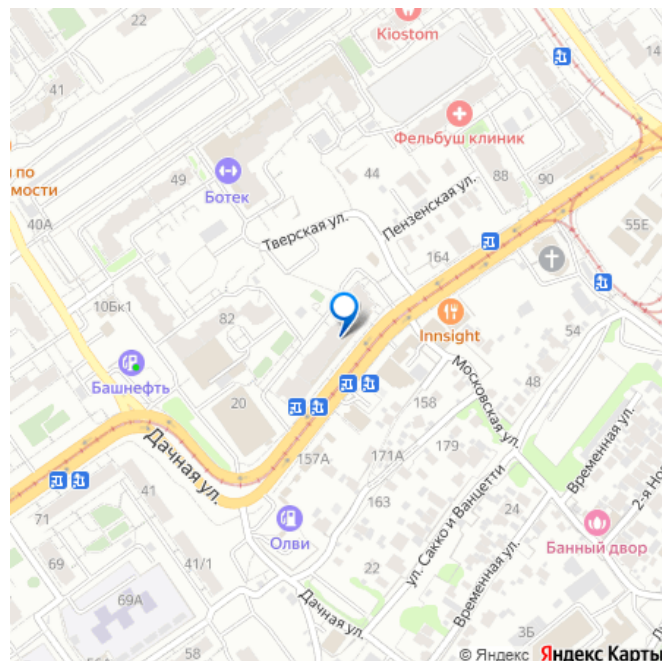 22
Kiostom
41
14
Фельбуш клиник
по
имости
49
Ботек
44
88
90
40А
Тверская ул.
Пензенская ул.
55Е
164
10Бк1
82
Innsight
54
Башнефть
20
Московская ул.
48
158
Дачная ул.
157А
171А
179
Временная ул.
41
163
ул. Сакко и Ванцетти
24
2-я Но
71
Олви
Банный двор
69
41/1
22
Временная ул.
69А
Дачная ул.
3Б
58
© Яндекс Яндекс Карты